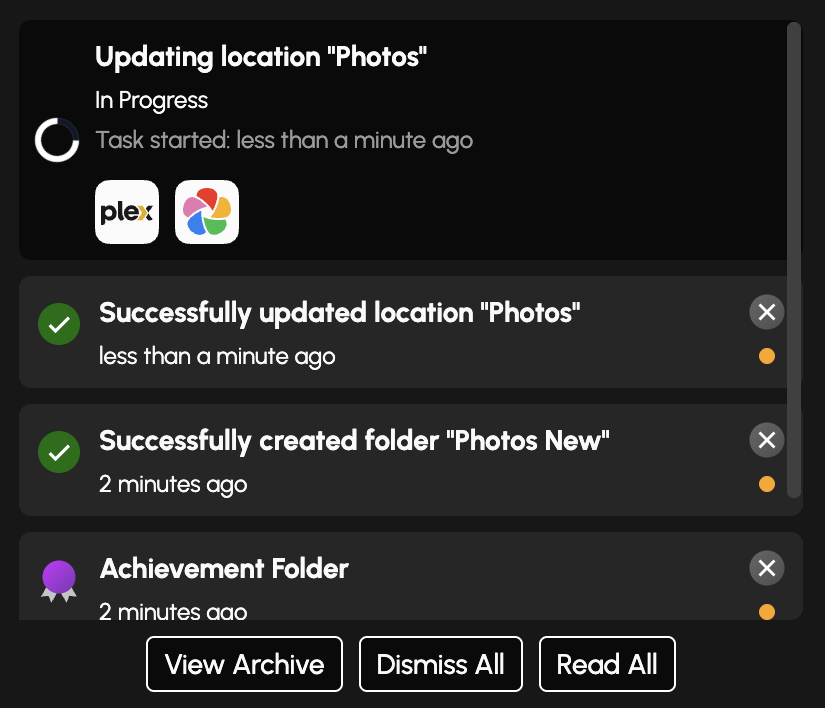 Updating location "Photos"
In Progress
Task started: less than a minute ago
plex
Successfully updated location "Photos"
less than a minute ago
Successfully created folder "Photos New"
2 minutes ago
Achievement Folder
2 minutes ago
View Archive
Dismiss All
Read All